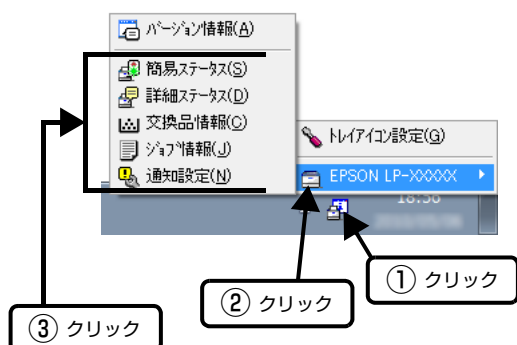 バージョン情報(A)
簡易ステータス(S)
詳細ステータス(D)
交換品情報(C)
ジョブ情報(J)
通知設定(N)
トレイアイコン設定(G)
EPSON LP-XXXXX
18:56
① クリック
② クリック
③ クリック